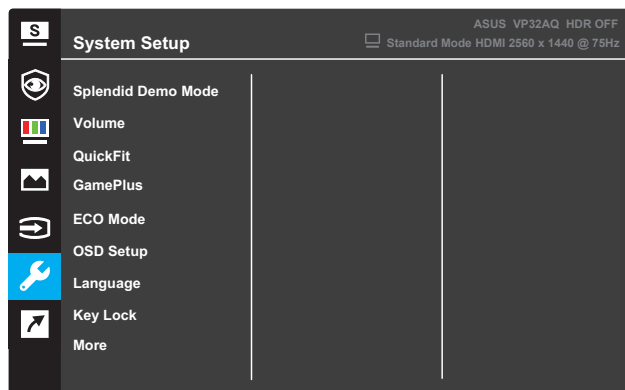 S
ASUS VP32AQ HDR OFF
System Setup
Standard Mode HDMI 2560 x 1440 @ 75Hz
Splendid Demo Mode
Volume
QuickFit
GamePlus
ECO Mode
OSD Setup
Language
Key Lock
More